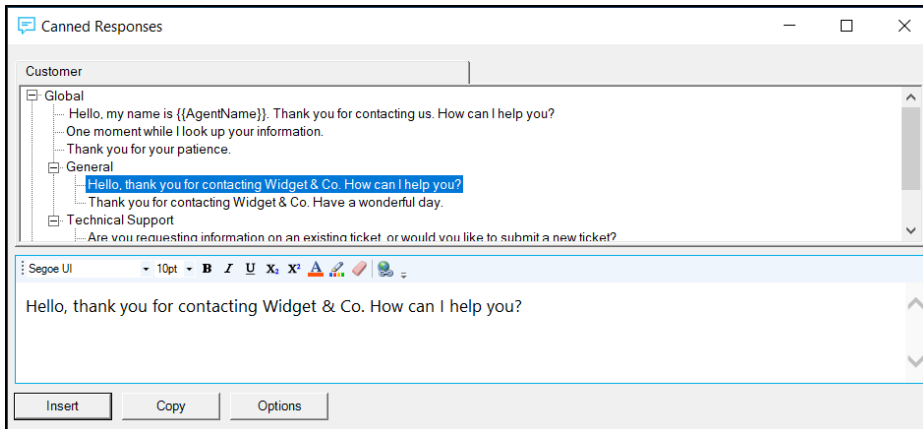 Canned Responses
Customer
Global
Hello, my name is {{AgentName}}. Thank you for contacting us. How can I help you?
One moment while I look up your information.
Thank you for your patience.
General
Hello, thank you for contacting Widget & Co. How can I help you?
Thank you for contacting Widget & Co. Have a wonderful day.
Technical Support
Are you requesting information on an existing ticket, or would you like to submit a new ticket?
Segoe UI 10pt B I U X₂ X² A
Hello, thank you for contacting Widget & Co. How can I help you?
Insert Copy Options